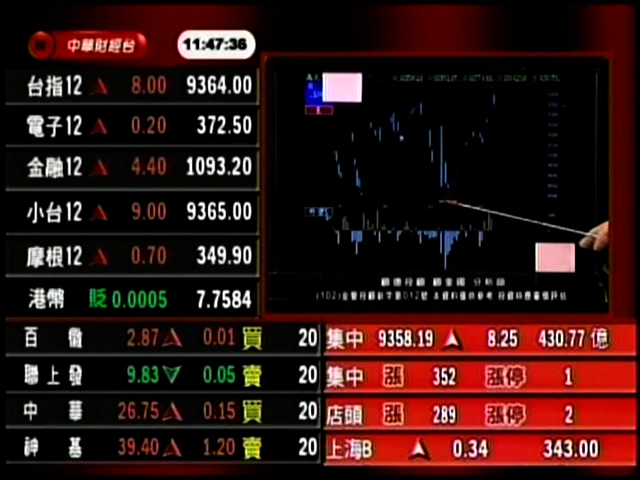 中華財經台
11:47:36
台指12 8.00 9364.00
電子12 0.20 372.50
金融12 4.40 1093.20
小台12 9.00 9365.00
摩根12 0.70 349.90
港幣 貶 0.0005 7.7584
百 2.87 0.01 買 20
聯上發 9.83 0.05 賣 20
中華 26.75 0.15 買 20
神基 39.40 1.20 賣 20
分析師
集中 9358.19 8.25 430.77 億
集中 漲 352 漲停 1
店頭 漲 289 漲停 2
上海B 0.34 343.00